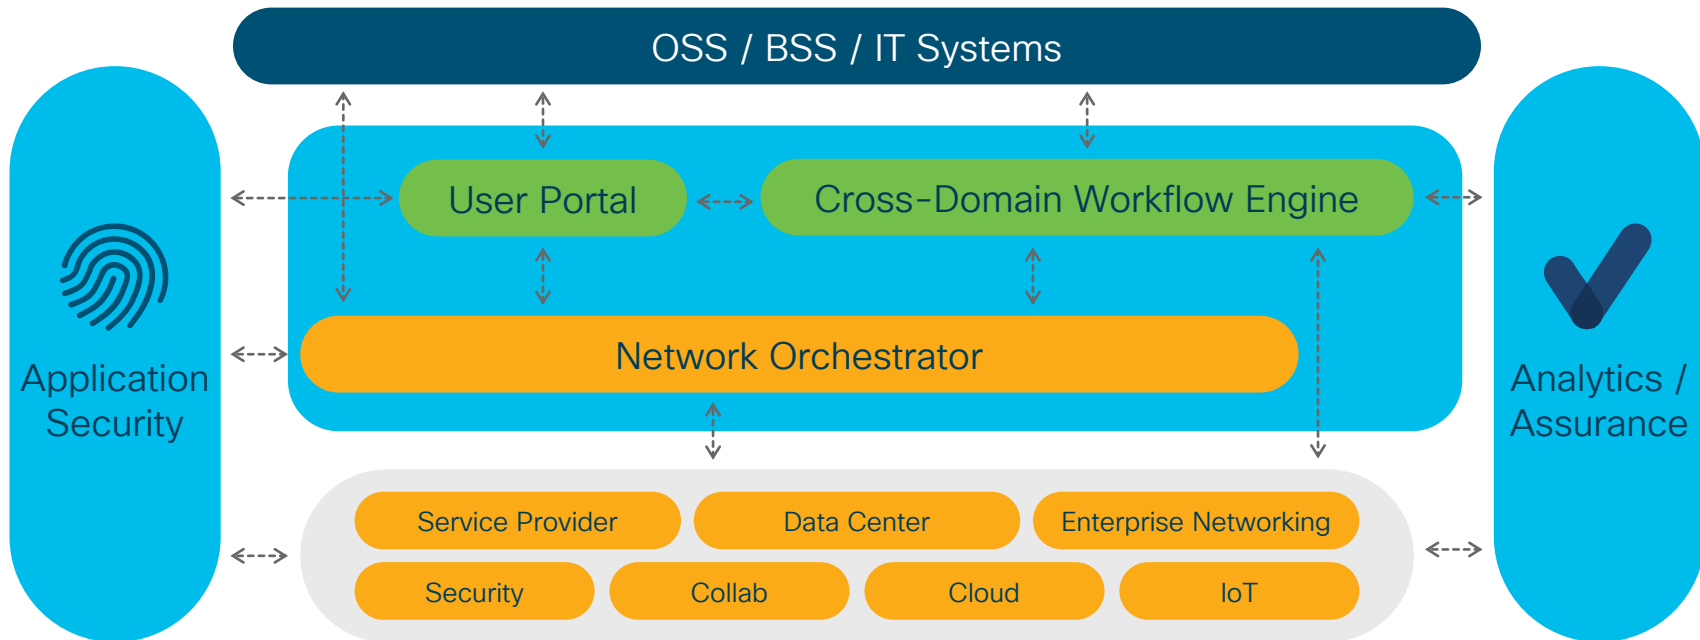 OSS / BSS / IT Systems
User Portal
Cross-Domain Workflow Engine
Network Orchestrator
Application
Security
Analytics /
Assurance
Service Provider
Data Center
Enterprise Networking
Security
Collab
Cloud
IoT